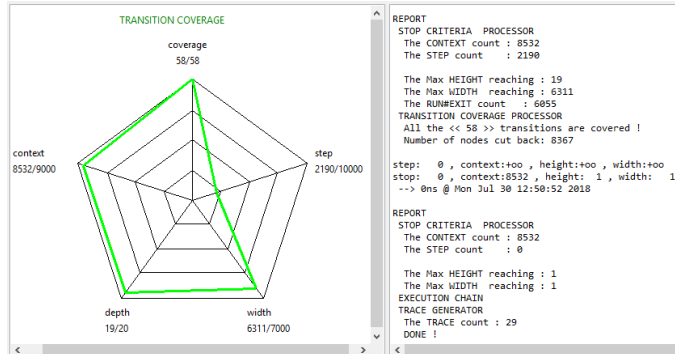 TRANSITION COVERAGE
coverage
58/58
context
8532/9000
step
2190/10000
depth
19/20
width
6311/7000
REPORT
STOP CRITERIA PROCESSOR
The CONTEXT count : 8532
The STEP count : 2190
The Max HEIGHT reaching : 19
The Max WIDTH reaching : 6311
The RUN#EXIT count : 6055
TRANSITION COVERAGE PROCESSOR
All the << 58 >> transitions are covered !
Number of nodes cut back: 8367
step: 0 , context:+oo , height:+oo , width:+oo
stop: 0 , context:8532 , height: 1 , width: 1
--> 0ns @ Mon Jul 30 12:50:52 2018
REPORT
STOP CRITERIA PROCESSOR
The CONTEXT count : 8532
The STEP count : 0
The Max HEIGHT reaching : 1
The Max WIDTH reaching : 1
EXECUTION CHAIN
TRACE GENERATOR
The TRACE count : 29
DONE !